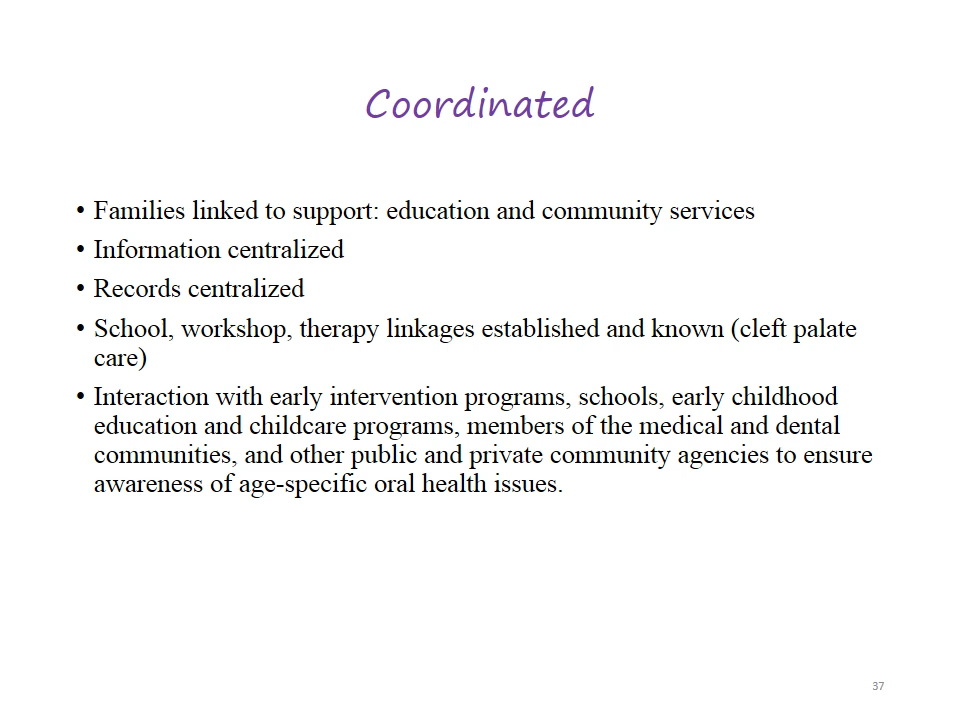 Coordinated
• Families linked to support: education and community services
• Information centralized
• Records centralized
• School, workshop, therapy linkages established and known (cleft palate
care)
• Interaction with early intervention programs, schools, early childhood
education and childcare programs, members of the medical and dental
communities, and other public and private community agencies to ensure
awareness of age-specific oral health issues.
37